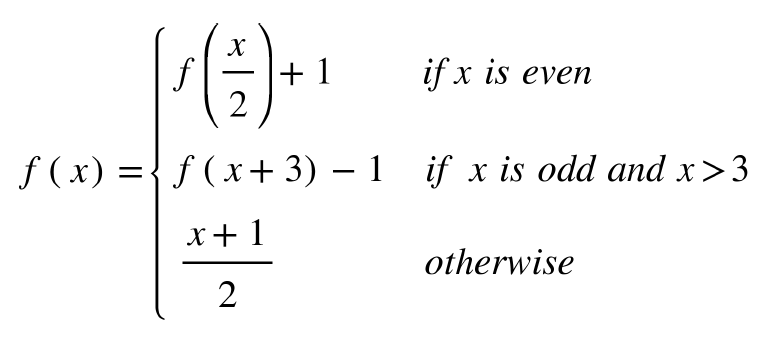 f(x/2) + 1 if x is even
f(x) = { f(x+3) − 1 if x is odd and x>3
(x+1)/2 otherwise